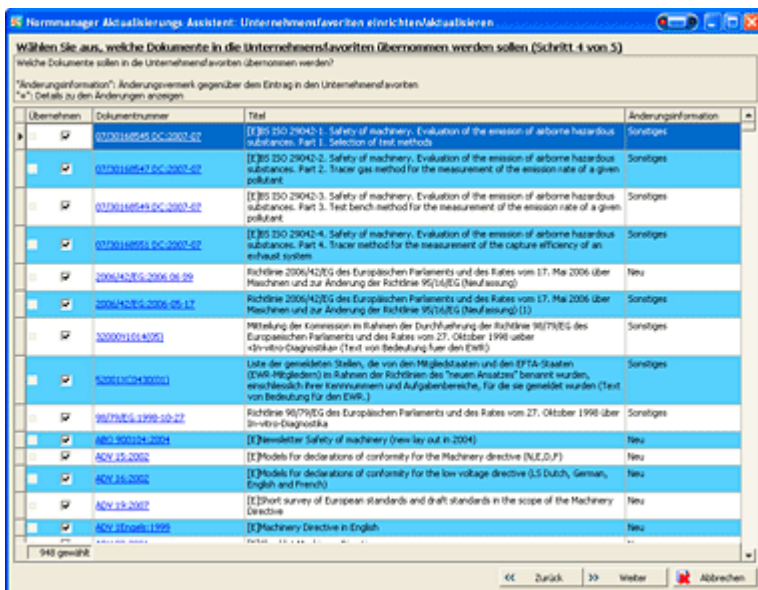 Normmanager Aktualisierungs Assistent: Unternehmensfavoriten einrichten/aktualisieren
Wählen Sie aus, welche Dokumente in die Unternehmensfavoriten übernommen werden sollen (Schritt 4 von 5)
Welche Dokumente sollen in die Unternehmensfavoriten übernommen werden?
"Änderungsinformation": Änderungsvermerk gegenüber dem Eintrag in den Unternehmensfavoriten
"+": Details zu den Änderungen anzeigen
Übernehmen Dokumentnummer Titel Änderungsinformation
07/30168545 DC:2007-07 [E]BS ISO 29042-1. Safety of machinery. Evaluation of the emission of airborne hazardous Sonstiges
substances. Part 1. Selection of test methods
07/30168547 DC:2007-07 [E]BS ISO 29042-2. Safety of machinery. Evaluation of the emission of airborne hazardous Sonstiges
substances. Part 2. Tracer gas method for the measurement of the emission rate of a given
pollutant
07/30168549 DC:2007-07 [E]BS ISO 29042-3. Safety of machinery. Evaluation of the emission of airborne hazardous Sonstiges
substances. Part 3. Test bench method for the measurement of the emission rate of a given
pollutant
07/30168551 DC:2007-07 [E]BS ISO 29042-4. Safety of machinery. Evaluation of the emission of airborne hazardous Sonstiges
substances. Part 4. Tracer method for the measurement of the capture efficiency of an
exhaust system
2006/42/EG:2006-06-09 Richtlinie 2006/42/EG des Europäischen Parlaments und des Rates vom 17. Mai 2006 über Neu
Maschinen und zur Änderung der Richtlinie 95/16/EG (Neufassung)
2006/42/EG:2006-05-17 Richtlinie 2006/42/EG des Europäischen Parlaments und des Rates vom 17. Mai 2006 über Sonstiges
Maschinen und zur Änderung der Richtlinie 95/16/EG (Neufassung) (1)
Mitteilung der Kommission im Rahmen der Durchfuehrung der Richtlinie 98/79/EG des Sonstiges
Europaeischen Parlaments und des Rates vom 27. Oktober 1998 ueber
«In-vitro-Diagnostika» (Text von Bedeutung fuer den EWR)
Liste der gemeldeten Stellen, die von den Mitgliedstaaten und den EFTA-Staaten Sonstiges
(EWR-Mitgliedern) im Rahmen der Richtlinien des "neuen Ansatzes" benannt wurden,
einschliesslich ihrer Kennnummern und Aufgabenbereiche, für die sie gemeldet wurden (Text
von Bedeutung für den EWR.)
98/79/EG:1998-10-27 Richtlinie 98/79/EG des Europäischen Parlaments und des Rates vom 27. Oktober 1998 über Sonstiges
In-vitro-Diagnostika
ABO 900104:2004 [E]Newsletter Safety of machinery (new lay out in 2004) Neu
ADV 15:2002 [E]Models for declarations of conformity for the Machinery directive (N,E,D,F) Neu
ADV 16:2002 [E]Models for declarations of conformity for the low voltage directive (LS Dutch, German, Neu
English and French)
ADV 19:2007 [E]Short survey of European standards and draft standards in the scope of the Machinery Neu
Directive
ADV 1Engels:1999 [E]Machinery Directive in English Neu
948 gewählt
<< Zurück >> Weiter Abbrechen